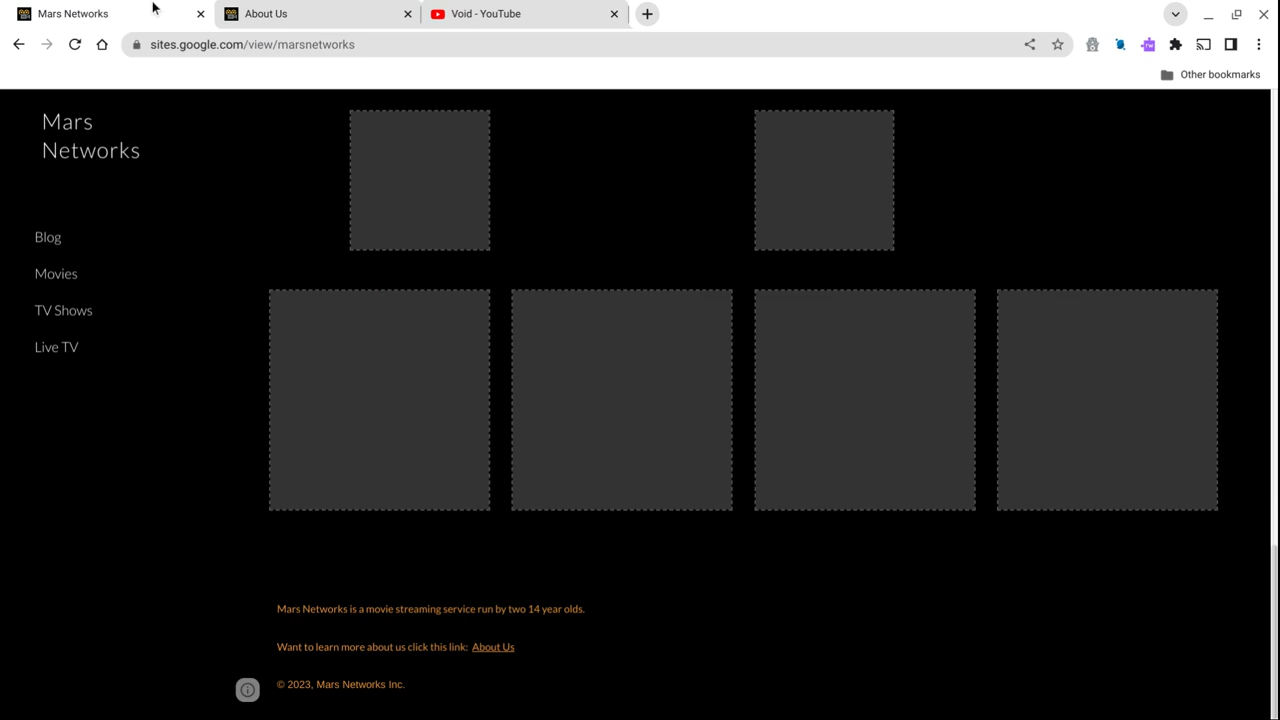 Mars Networks
About Us
Void - YouTube
sites.google.com/view/marsnetworks
Other bookmarks
Mars
Networks
Blog
Movies
TV Shows
Live TV
Mars Networks is a movie streaming service run by two 14 year olds.
Want to learn more about us click this link: About Us
© 2023, Mars Networks Inc.